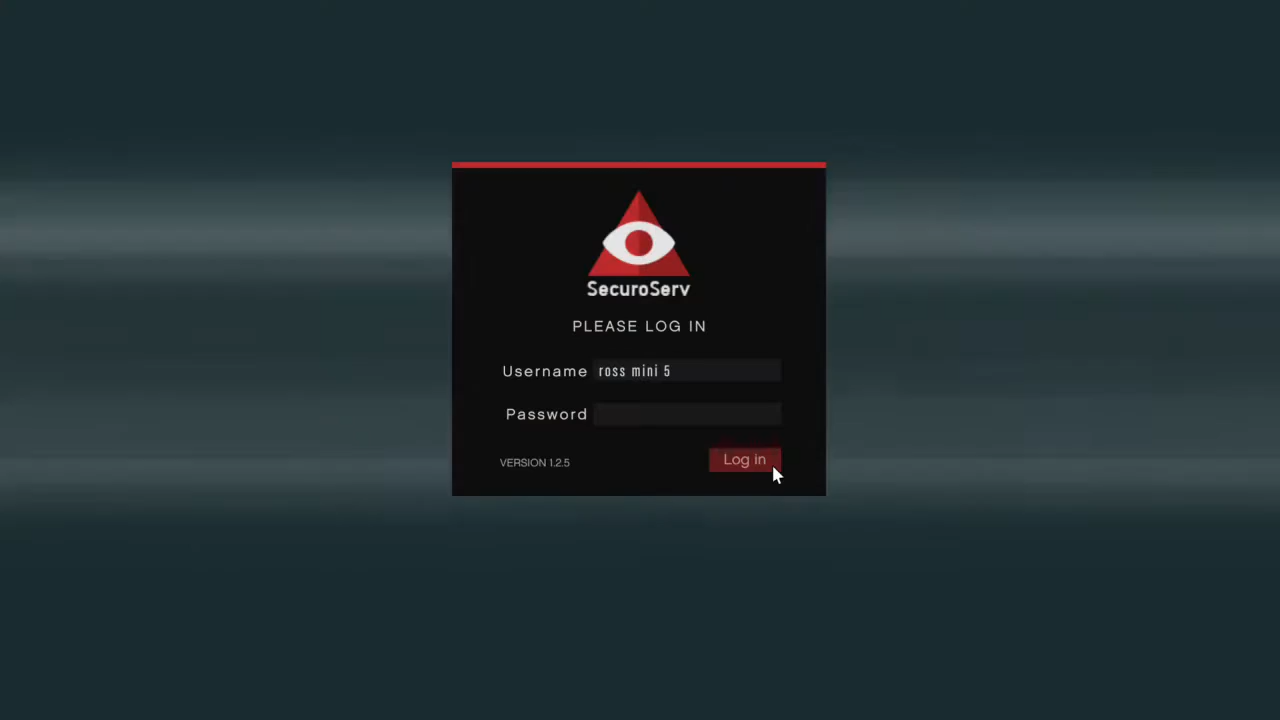 SecuroServ
PLEASE LOG IN
Username ross mini 5
Password
VERSION 1.2.5 Log in